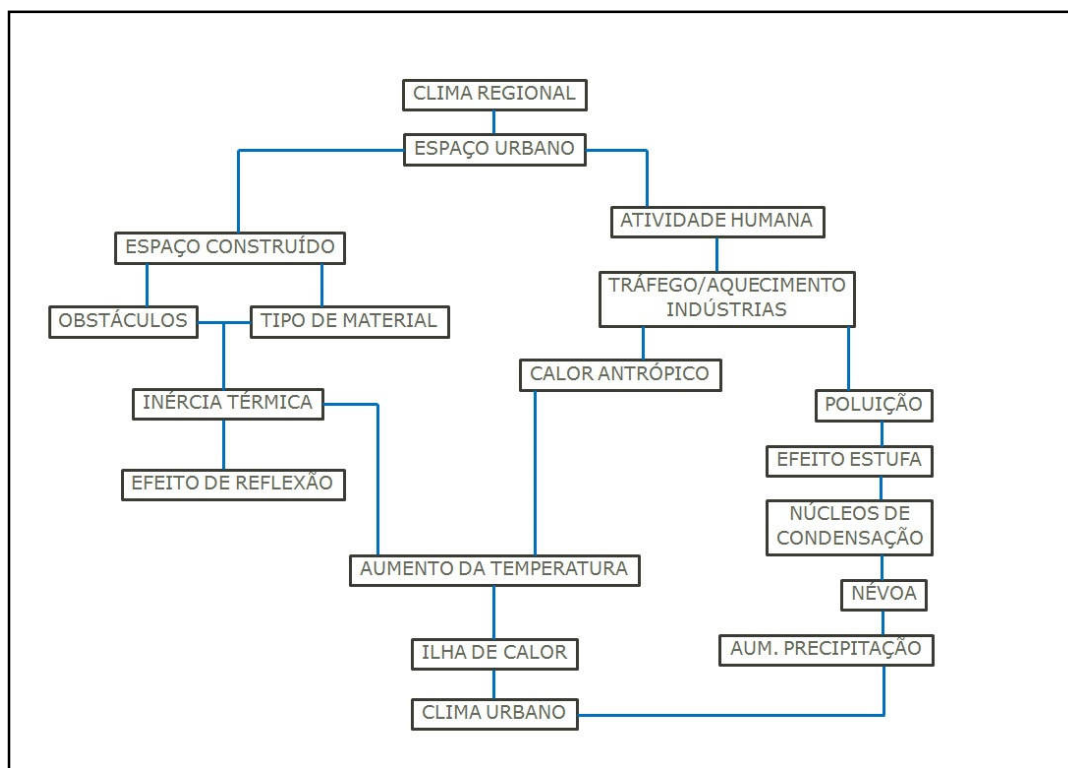 CLIMA REGIONAL
ESPAÇO URBANO
ATIVIDADE HUMANA
ESPAÇO CONSTRUÍDO
TRÁFEGO/AQUECIMENTO
INDÚSTRIAS
OBSTÁCULOS
TIPO DE MATERIAL
CALOR ANTRÓPICO
INÉRCIA TÉRMICA
POLUIÇÃO
EFEITO ESTUFA
EFEITO DE REFLEXÃO
NÚCLEOS DE
CONDENSAÇÃO
AUMENTO DA TEMPERATURA
NÉVOA
ILHA DE CALOR
AUM. PRECIPITAÇÃO
CLIMA URBANO